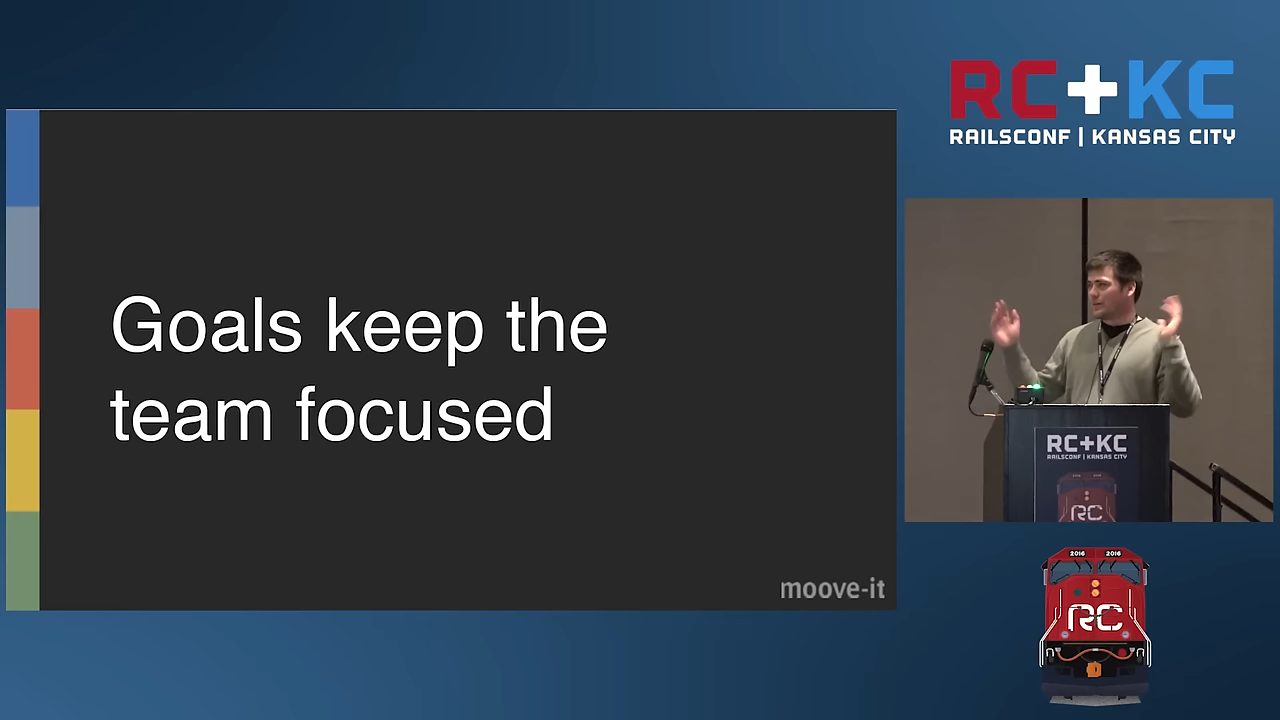 Goals keep the
team focused
moove-it
RC+KC
RAILSCONF | KANSAS CITY
RC+KC
RAILSCONF | KANSAS CITY
RC
2016 2016
RC